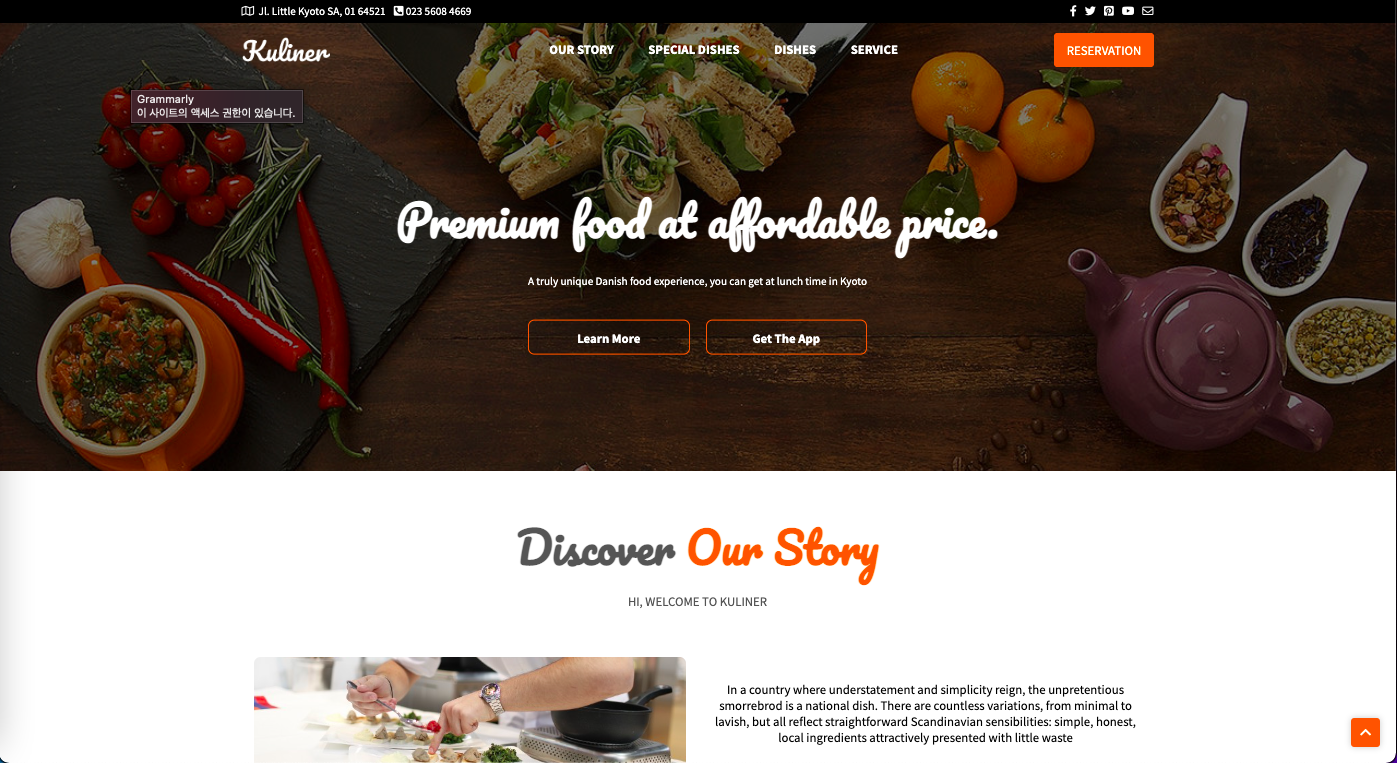 Jl. Little Kyoto SA, 01 64521 023 5608 4669
Kuliner OUR STORY SPECIAL DISHES DISHES SERVICE RESERVATION
Grammarly
이 사이트의 액세스 권한이 있습니다.
Premium food at affordable price.
A truly unique Danish food experience, you can get at lunch time in Kyoto
Learn More Get The App
Discover Our Story
HI, WELCOME TO KULINER
In a country where understatement and simplicity reign, the unpretentious
smorrebrod is a national dish. There are countless variations, from minimal to
lavish, but all reflect straightforward Scandinavian sensibilities: simple, honest,
local ingredients attractively presented with little waste